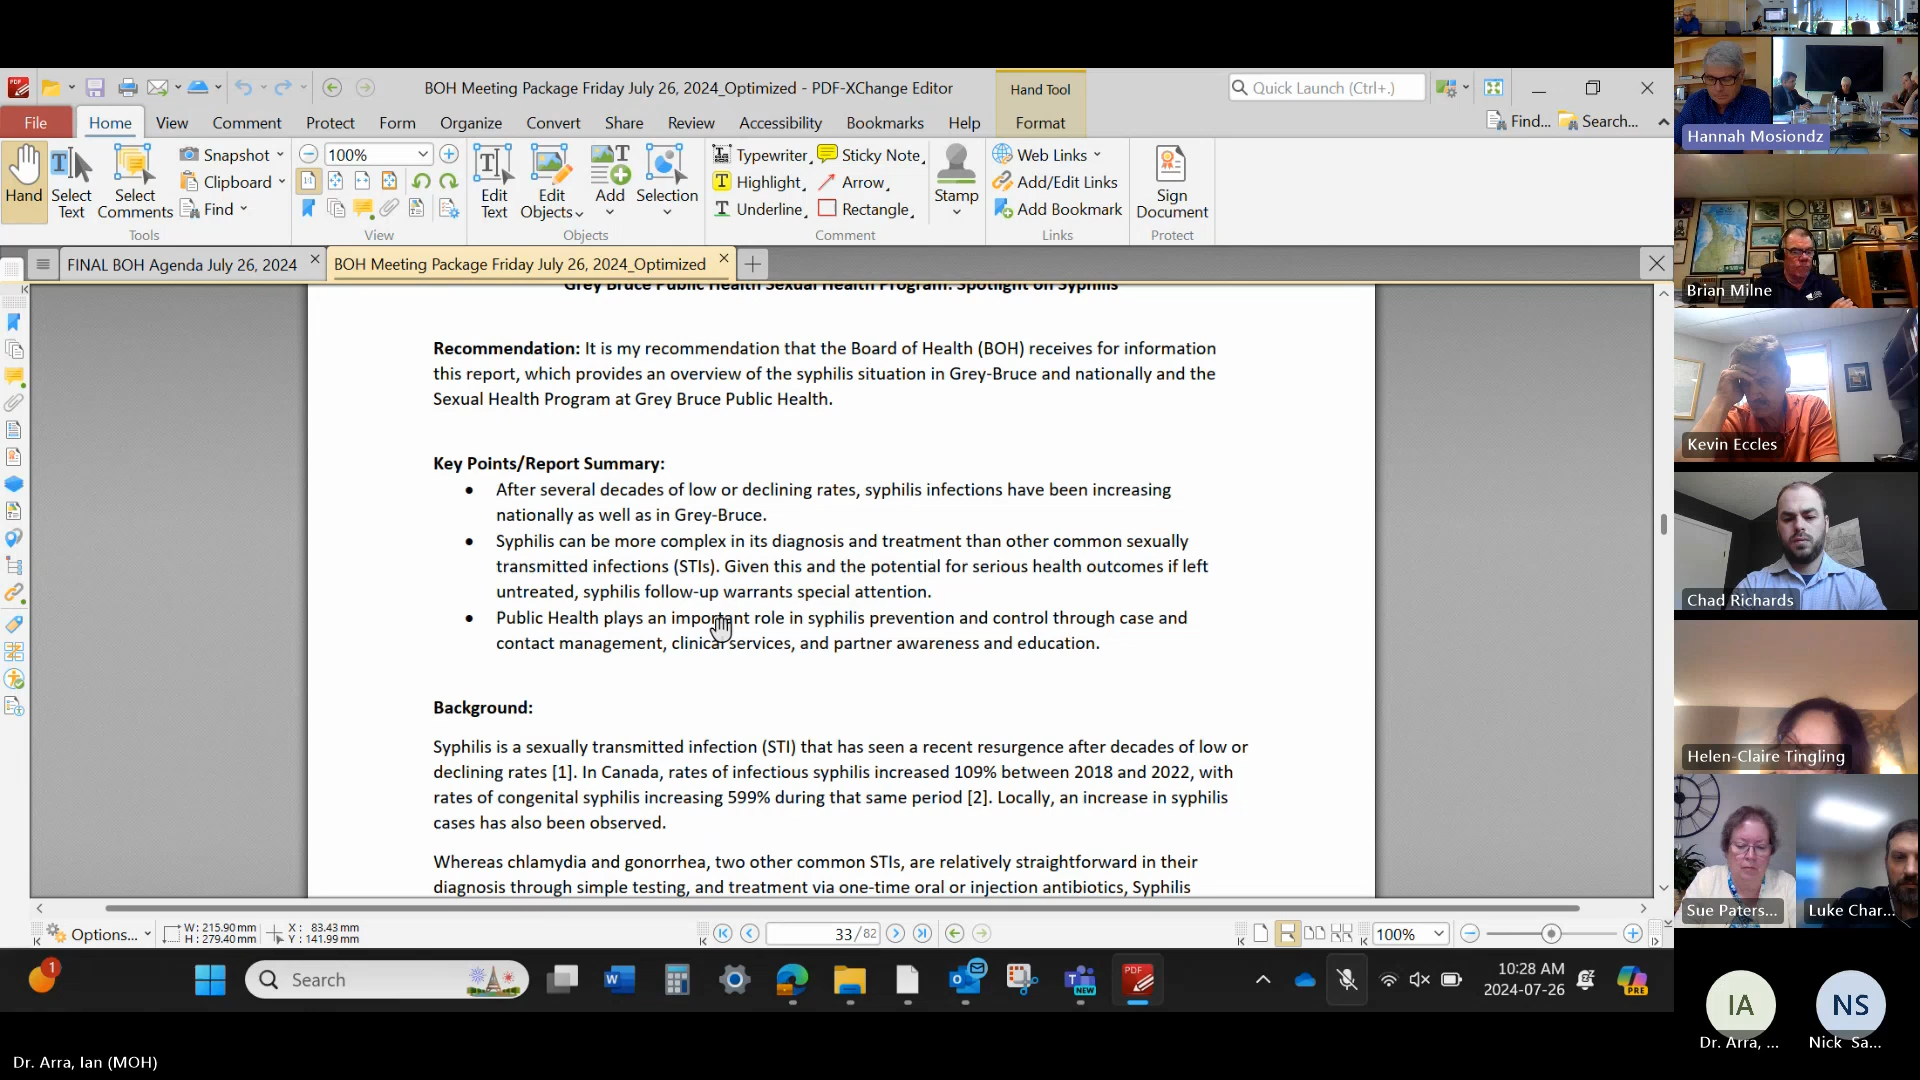 BOH Meeting Package Friday July 26, 2024_Optimized - PDF-XChange Editor
Hand Tool
Quick Launch (Ctrl+.)
File
Home
View
Comment
Protect
Form
Organize
Convert
Share
Review
Accessibility
Bookmarks
Help
Format
Find...
Search...
Hand
Select Text
Select Comments
Snapshot
Clipboard
Find
Tools
100%
View
Edit Text
Edit Objects
Add
Selection
Objects
Typewriter
Highlight
Underline
Sticky Note
Arrow
Rectangle
Stamp
Comment
Web Links
Add/Edit Links
Add Bookmark
Links
Sign Document
Protect
FINAL BOH Agenda July 26, 2024
BOH Meeting Package Friday July 26, 2024_Optimized
Grey Bruce Public Health Sexual Health Program: Spotlight on Syphilis
Recommendation: It is my recommendation that the Board of Health (BOH) receives for information
this report, which provides an overview of the syphilis situation in Grey-Bruce and nationally and the
Sexual Health Program at Grey Bruce Public Health.
Key Points/Report Summary:
• After several decades of low or declining rates, syphilis infections have been increasing
nationally as well as in Grey-Bruce.
• Syphilis can be more complex in its diagnosis and treatment than other common sexually
transmitted infections (STIs). Given this and the potential for serious health outcomes if left
untreated, syphilis follow-up warrants special attention.
• Public Health plays an important role in syphilis prevention and control through case and
contact management, clinical services, and partner awareness and education.
Background:
Syphilis is a sexually transmitted infection (STI) that has seen a recent resurgence after decades of low or
declining rates [1]. In Canada, rates of infectious syphilis increased 109% between 2018 and 2022, with
rates of congenital syphilis increasing 599% during that same period [2]. Locally, an increase in syphilis
cases has also been observed.
Whereas chlamydia and gonorrhea, two other common STIs, are relatively straightforward in their
diagnosis through simple testing, and treatment via one-time oral or injection antibiotics, Syphilis
Options...
W: 215.90 mm
H: 279.40 mm
X: 83.43 mm
Y: 141.99 mm
33 / 82
100%
1
Search
NEW
PDF
10:28 AM
2024-07-26
PRE
Hannah Mosiondz
Brian Milne
Kevin Eccles
Chad Richards
Helen-Claire Tingling
Sue Paters...
Luke Char...
IA
NS
Dr. Arra, ...
Nick Sa...
Dr. Arra, Ian (MOH)